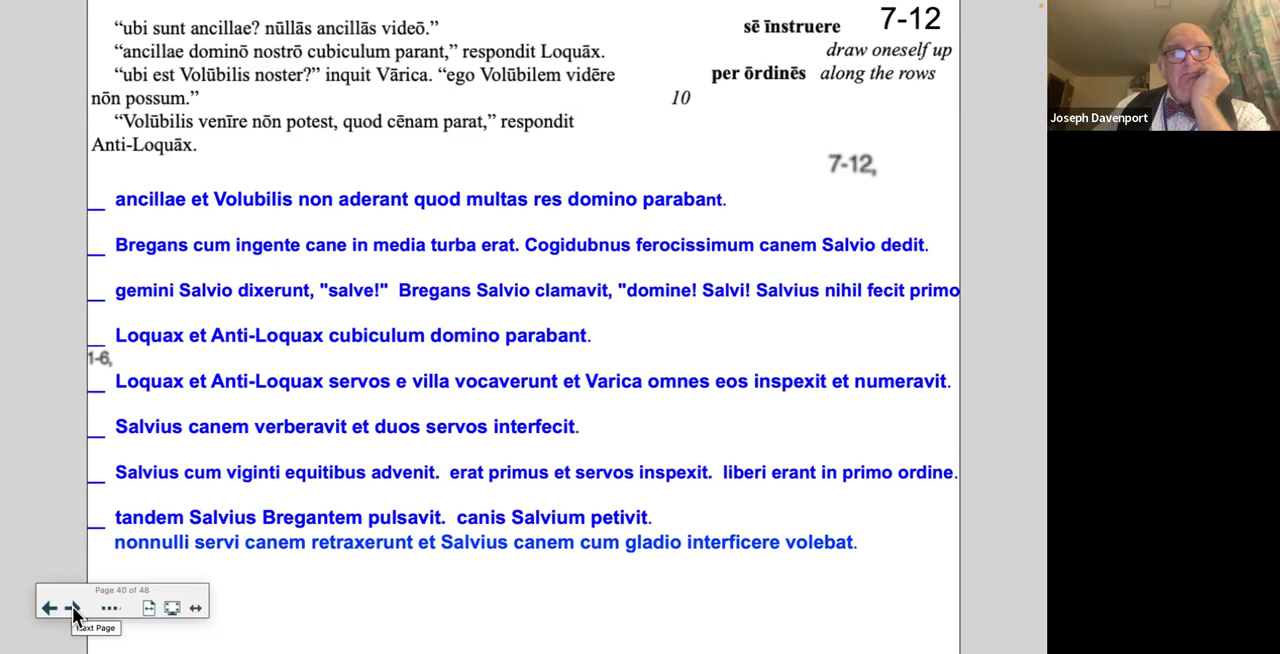 7-12
“ubi sunt ancillae? nūllās ancillās videō.”
“ancillae dominō nostrō cubiculum parant,” respondit Loquāx.
“ubi est Volūbilis noster?” inquit Vārica. “ego Volūbilem vidēre
nōn possum.”
“Volūbilis venīre nōn potest, quod cēnam parat,” respondit
Anti-Loquāx.
sē īnstruere
draw oneself up
per ōrdinēs along the rows
10
7-12,
__ ancillae et Volubilis non aderant quod multas res domino parabant.
__ Bregans cum ingente cane in media turba erat. Cogidubnus ferocissimum canem Salvio dedit.
__ gemini Salvio dixerunt, "salve!" Bregans Salvio clamavit, "domine! Salvi! Salvius nihil fecit primo
__ Loquax et Anti-Loquax cubiculum domino parabant.
1-6,
__ Loquax et Anti-Loquax servos e villa vocaverunt et Varica omnes eos inspexit et numeravit.
__ Salvius canem verberavit et duos servos interfecit.
__ Salvius cum viginti equitibus advenit. erat primus et servos inspexit. liberi erant in primo ordine.
__ tandem Salvius Bregantem pulsavit. canis Salvium petivit.
nonnulli servi canem retraxerunt et Salvius canem cum gladio interficere volebat.
Page 40 of 48
Next Page
Joseph Davenport